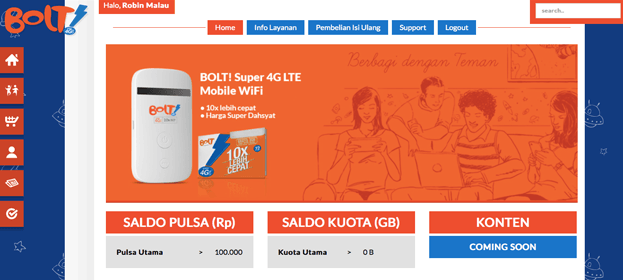 BOLT!
Halo, Robin Malau
search..
Home
Info Layanan
Pembelian Isi Ulang
Support
Logout
Berbagi dengan Teman
BOLT! Super 4G LTE
Mobile WiFi
• 10x lebih cepat
• Harga Super Dahsyat
BOLT!
BOLT!
10X
LEBIH
CEPAT
4G
SALDO PULSA (Rp)
SALDO KUOTA (GB)
KONTEN
Pulsa Utama > 100.000
Kuota Utama > 0 B
COMING SOON